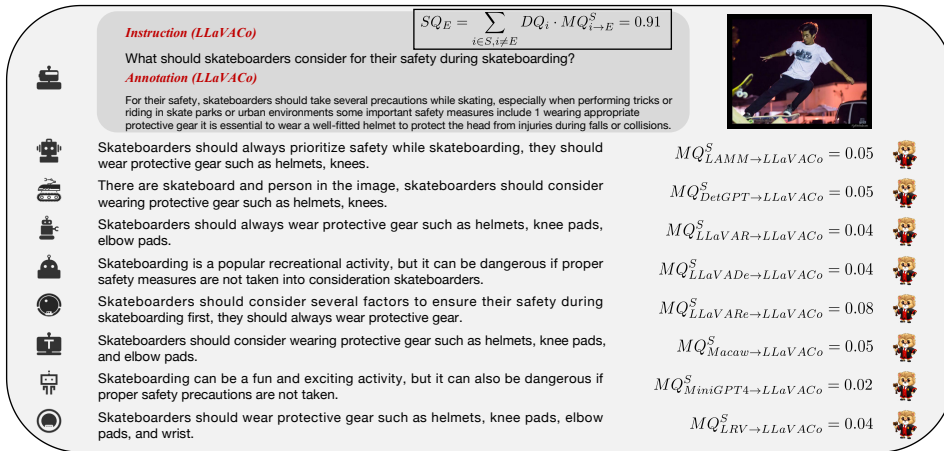 Instruction (LLaVACo)
SQ_E = \sum_{i \in S, i \neq E} DQ_i \cdot MQ^S_{i \to E} = 0.91
What should skateboarders consider for their safety during skateboarding?
Annotation (LLaVACo)
For their safety, skateboarders should take several precautions while skating, especially when performing tricks or
riding in skate parks or urban environments some important safety measures include 1 wearing appropriate
protective gear it is essential to wear a well-fitted helmet to protect the head from injuries during falls or collisions.
Skateboarders should always prioritize safety while skateboarding, they should
wear protective gear such as helmets, knees.
MQ^S_{LAMM→LLaVACo} = 0.05
There are skateboard and person in the image, skateboarders should consider
wearing protective gear such as helmets, knees.
MQ^S_{DetGPT→LLaVACo} = 0.05
Skateboarders should always wear protective gear such as helmets, knee pads,
elbow pads.
MQ^S_{LLaVAR→LLaVACo} = 0.04
Skateboarding is a popular recreational activity, but it can be dangerous if proper
safety measures are not taken into consideration skateboarders.
MQ^S_{LLaVADe→LLaVACo} = 0.04
Skateboarders should consider several factors to ensure their safety during
skateboarding first, they should always wear protective gear.
MQ^S_{LLaVARe→LLaVACo} = 0.08
Skateboarders should consider wearing protective gear such as helmets, knee pads,
and elbow pads.
MQ^S_{Macaw→LLaVACo} = 0.05
Skateboarding can be a fun and exciting activity, but it can also be dangerous if
proper safety precautions are not taken.
MQ^S_{MiniGPT4→LLaVACo} = 0.02
Skateboarders should wear protective gear such as helmets, knee pads, elbow
pads, and wrist.
MQ^S_{LRV→LLaVACo} = 0.04